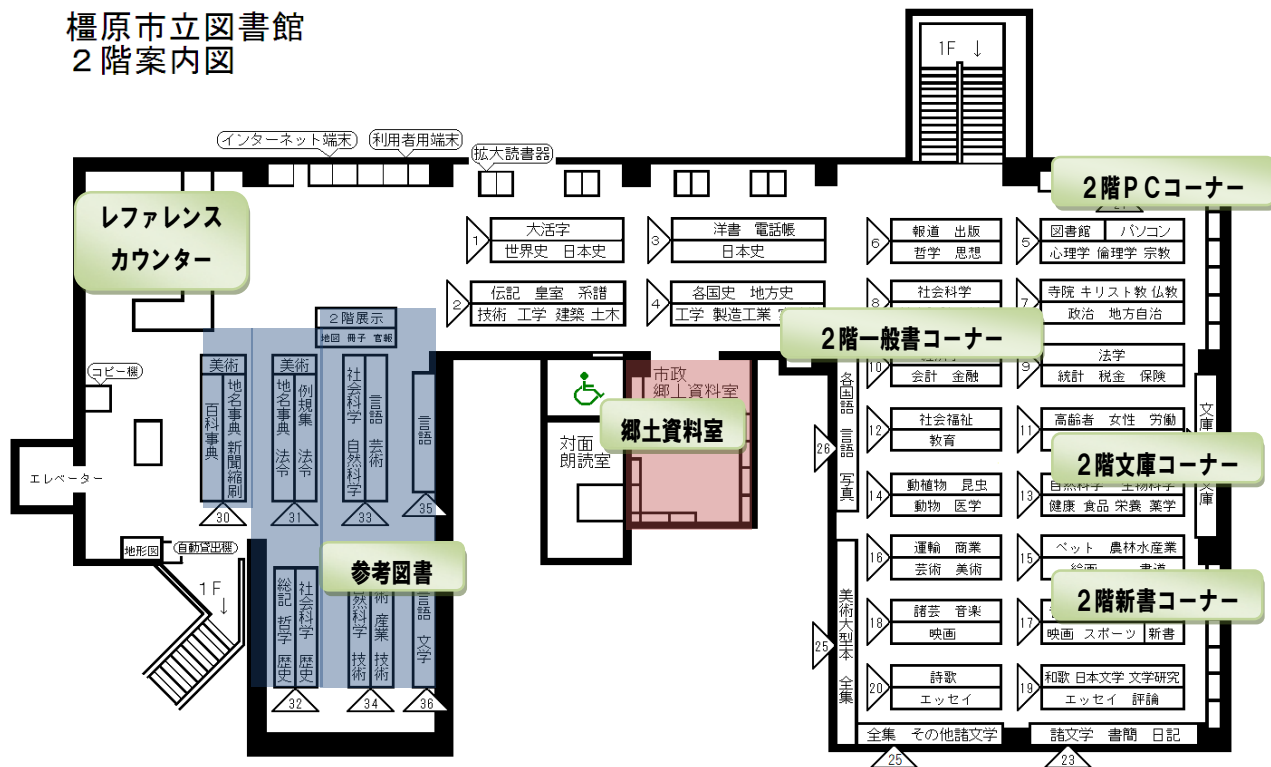 橿原市立図書館
２階案内図
1F ↓
インターネット端末
利用者用端末
拡大読書器
２階ＰＣコーナー
レファレンス
カウンター
1
大活字
世界史 日本史
3
洋書 電話帳
日本史
6
報道 出版
哲学 思想
5
図書館 パソコン
心理学 倫理学 宗教
2
伝記 皇室 系譜
技術 工学 建築 土木
4
各国史 地方史
工学 製造工業
8
社会科学
7
寺院 キリスト教 仏教
政治 地方自治
２階展示
地図 冊子 官報
２階一般書コーナー
10
会計 金融
9
法学
統計 税金 保険
コピー機
美術
百科事典
地名事典 新聞縮刷
30
美術
地名事典 法令
例規集 法令
31
社会科学 自然科学
言語 芸術
33
言語
35
市政
郷土資料室
郷土資料室
対面
朗読室
各国語 言語 写真
26
12
社会福祉
教育
11
高齢者 女性 労働
文庫
文庫
２階文庫コーナー
エレベーター
14
動植物 昆虫
動物 医学
13
自然科学 生物科学
健康 食品 栄養 薬学
地形図
自動貸出機
1F
↓
参考図書
16
運輸 商業
芸術 美術
15
ペット 農林水産業
絵画 書道
２階新書コーナー
総記 哲学 歴史
社会科学 歴史
32
自然科学 技術
術 産業 技術
34
言語 文学
36
美術大型本 全集
25
18
諸芸 音楽
映画
17
映画 スポーツ 新書
20
詩歌
エッセイ
19
和歌 日本文学 文学研究
エッセイ 評論
全集 その他諸文学
25
諸文学 書簡 日記
23